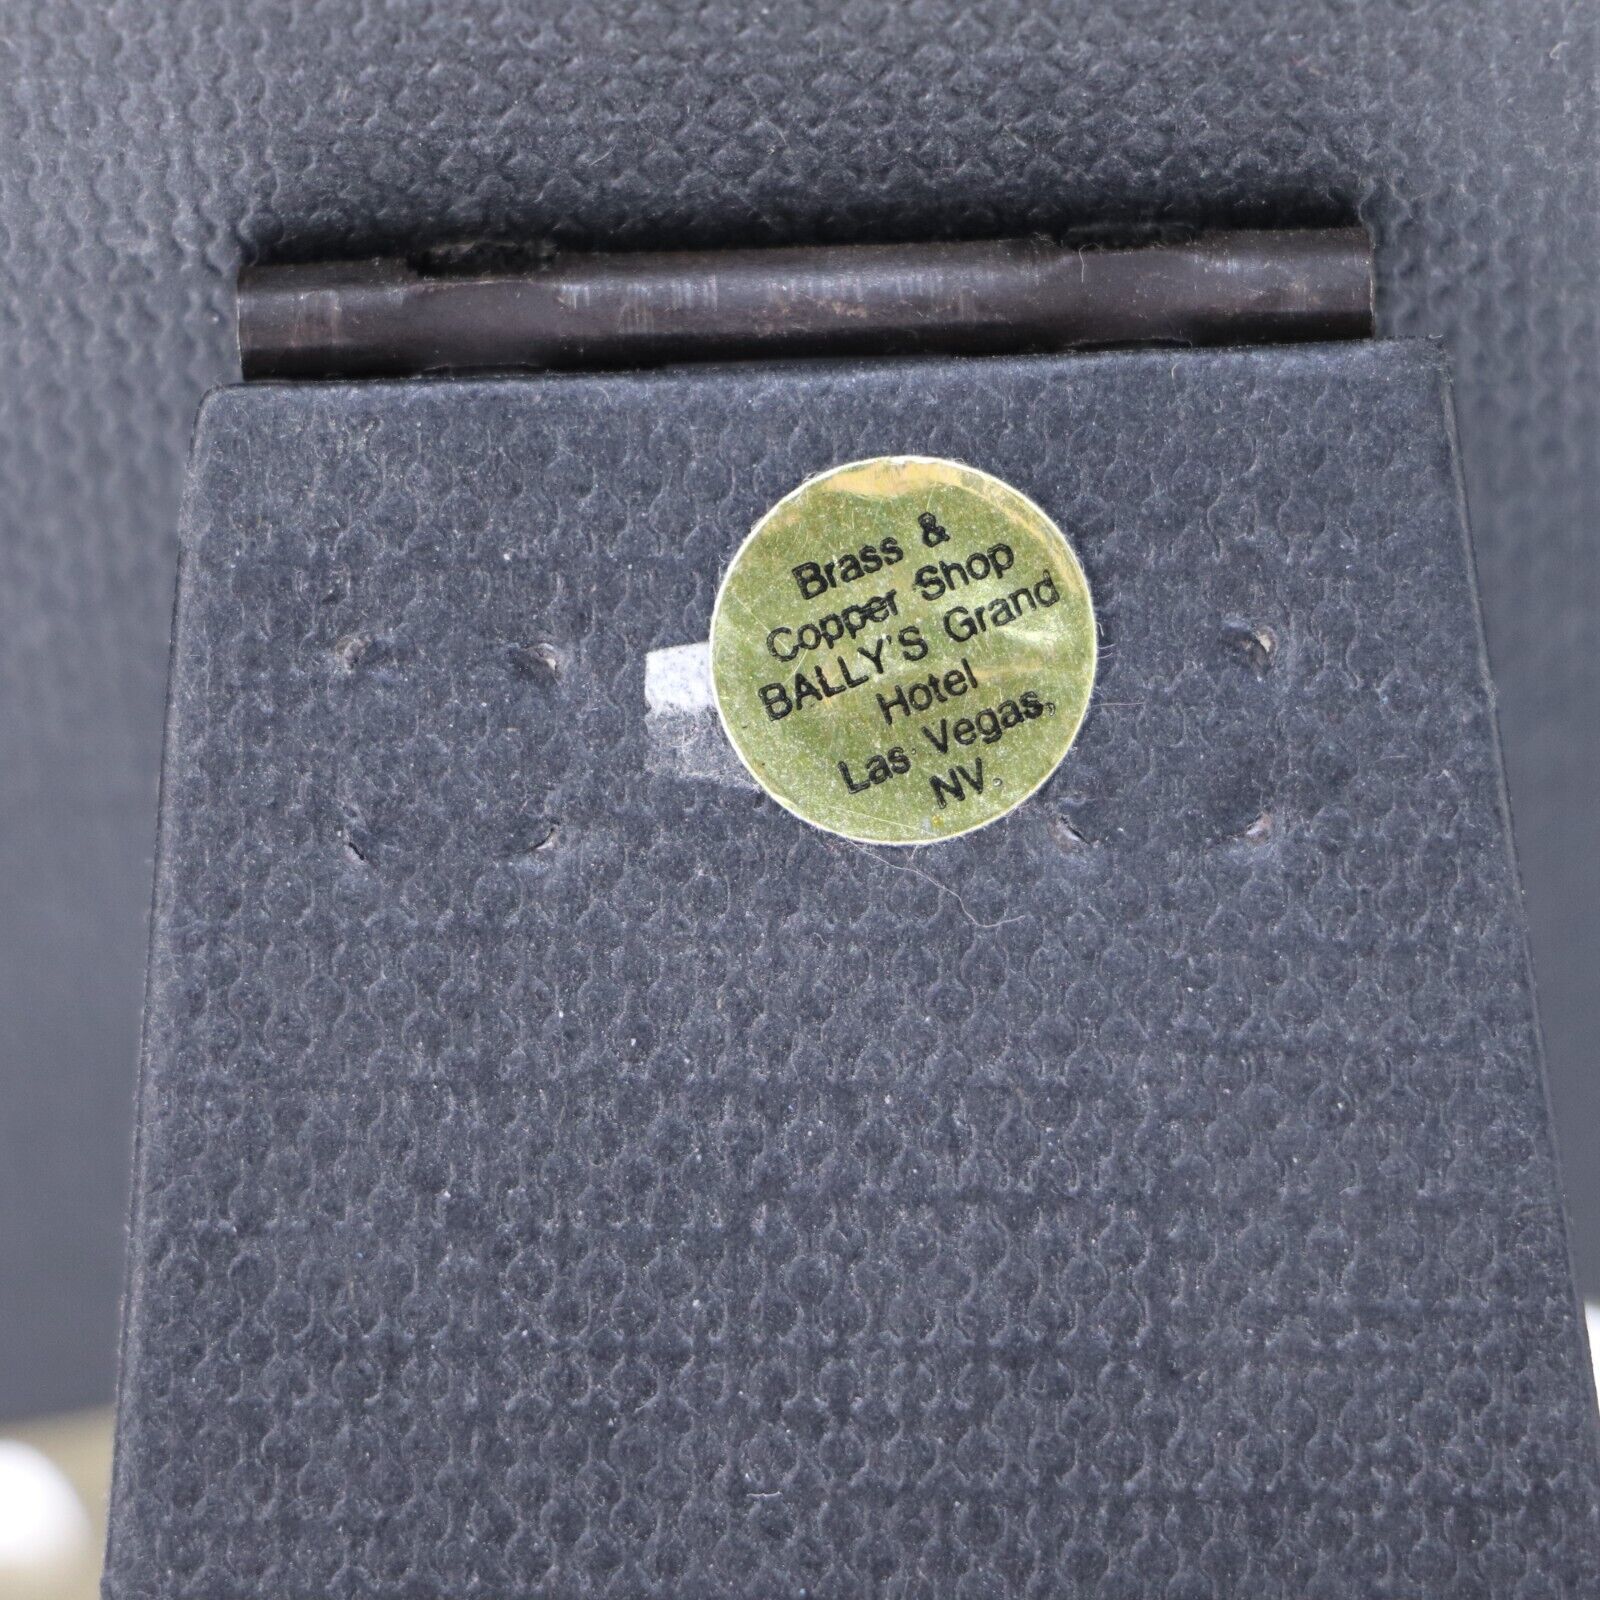 Brass &
Copper Shop
BALLY'S Grand
Hotel
Las Vegas,
NV.